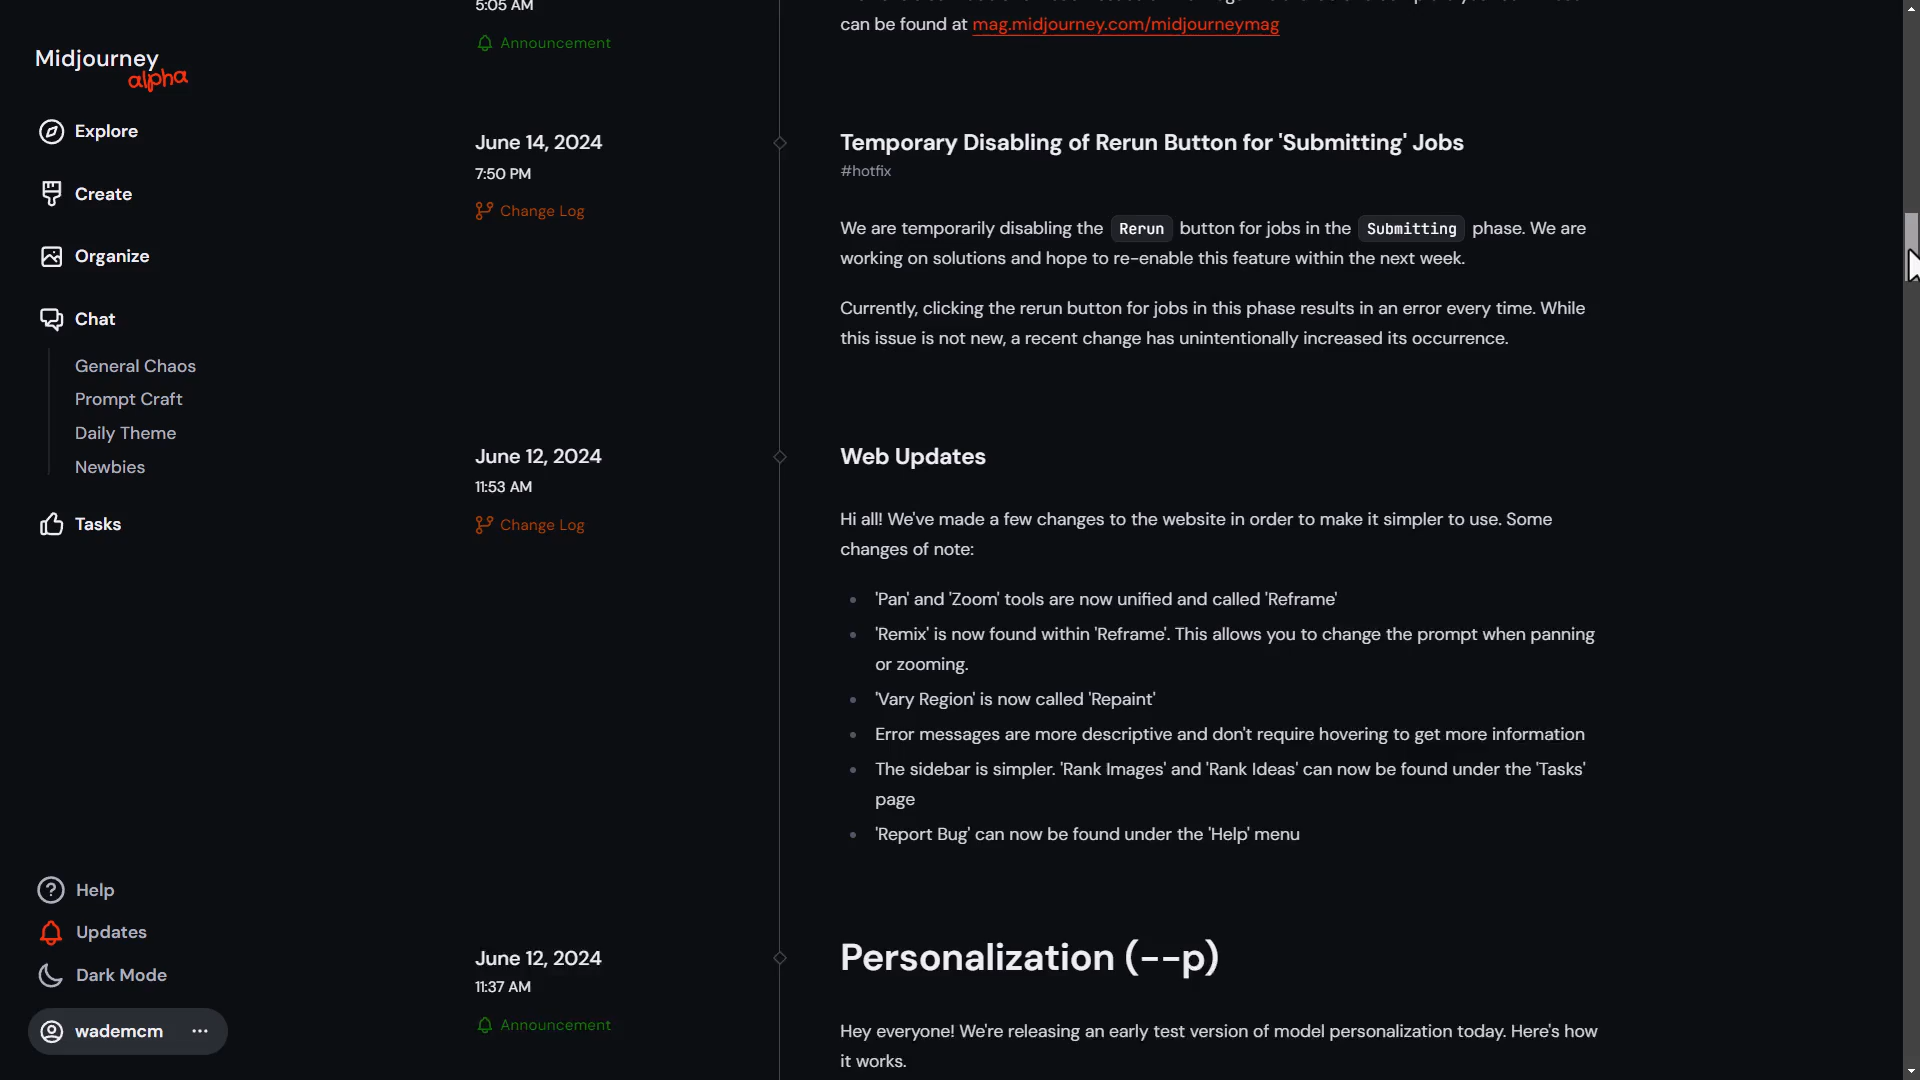 Midjourney
alpha
Explore
Create
Organize
Chat
General Chaos
Prompt Craft
Daily Theme
Newbies
Tasks
Help
Updates
Dark Mode
wademcm
5:05 AM
Announcement
can be found at mag.midjourney.com/midjourneymag
June 14, 2024
7:50 PM
Change Log
Temporary Disabling of Rerun Button for 'Submitting' Jobs
#hotfix
We are temporarily disabling the Rerun button for jobs in the Submitting phase. We are
working on solutions and hope to re-enable this feature within the next week.
Currently, clicking the rerun button for jobs in this phase results in an error every time. While
this issue is not new, a recent change has unintentionally increased its occurrence.
June 12, 2024
11:53 AM
Change Log
Web Updates
Hi all! We've made a few changes to the website in order to make it simpler to use. Some
changes of note:
'Pan' and 'Zoom' tools are now unified and called 'Reframe'
'Remix' is now found within 'Reframe'. This allows you to change the prompt when panning
or zooming.
'Vary Region' is now called 'Repaint'
Error messages are more descriptive and don't require hovering to get more information
The sidebar is simpler. 'Rank Images' and 'Rank Ideas' can now be found under the 'Tasks'
page
'Report Bug' can now be found under the 'Help' menu
June 12, 2024
11:37 AM
Announcement
Personalization (--p)
Hey everyone! We're releasing an early test version of model personalization today. Here's how
it works.